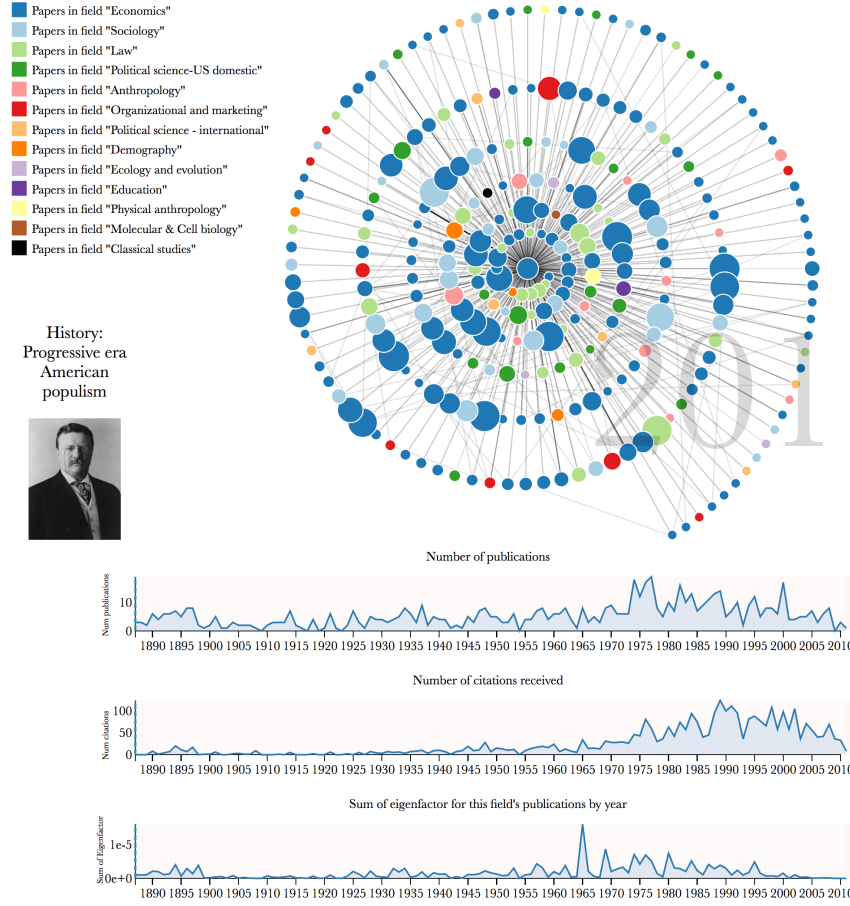 Papers in field "Economics"
Papers in field "Sociology"
Papers in field "Law"
Papers in field "Political science-US domestic"
Papers in field "Anthropology"
Papers in field "Organizational and marketing"
Papers in field "Political science - international"
Papers in field "Demography"
Papers in field "Ecology and evolution"
Papers in field "Education"
Papers in field "Physical anthropology"
Papers in field "Molecular & Cell biology"
Papers in field "Classical studies"
History:
Progressive era
American
populism
201
Number of publications
Num publications
10
0
1890 1895 1900 1905 1910 1915 1920 1925 1930 1935 1940 1945 1950 1955 1960 1965 1970 1975 1980 1985 1990 1995 2000 2005 2010
Number of citations received
Num citations
100
50
0
1890 1895 1900 1905 1910 1915 1920 1925 1930 1935 1940 1945 1950 1955 1960 1965 1970 1975 1980 1985 1990 1995 2000 2005 2010
Sum of eigenfactor for this field's publications by year
Sum of Eigenfactor
1e-5
0e+0
1890 1895 1900 1905 1910 1915 1920 1925 1930 1935 1940 1945 1950 1955 1960 1965 1970 1975 1980 1985 1990 1995 2000 2005 2010